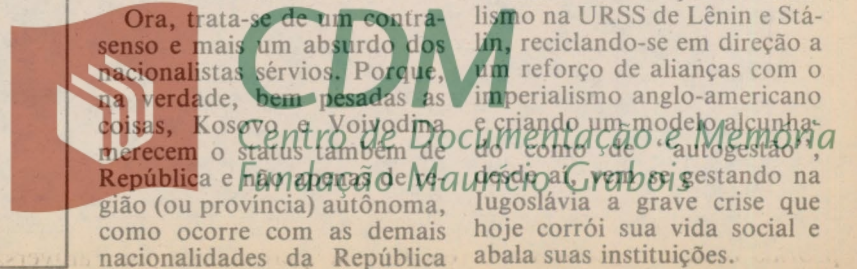 Ora, trata-se de um contra-
senso e mais um absurdo dos
nacionalistas sérvios. Porque,
na verdade, bem pesadas as
coisas, Kosovo e Voivodina
merecem o status também de
República e não apenas de re-
gião (ou província) autônoma,
como ocorre com as demais
nacionalidades da República
lismo na URSS de Lênin e Stá-
lin, reciclando-se em direção a
um reforço de alianças com o
imperialismo anglo-americano
e criando um modelo alcunha-
do como de "autogestão",
desde aí, vem se gestando na
Iugoslávia a grave crise que
hoje corrói sua vida social e
abala suas instituições.
CDM
Centro de Documentação e Memória
Fundação Maurício Grabois